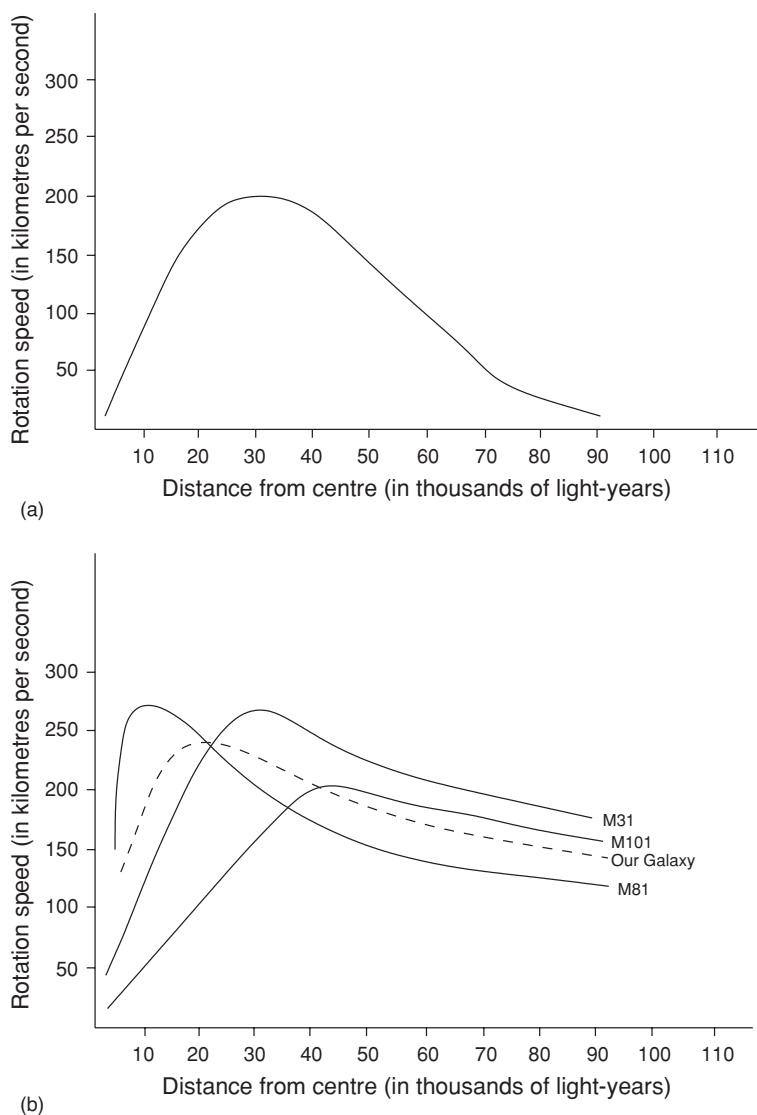 Rotation speed (in kilometres per second)
300
250
200
150
100
50
10 20 30 40 50 60 70 80 90 100 110
Distance from centre (in thousands of light-years)
(a)
Rotation speed (in kilometres per second)
300
250
200
150
100
50
M31
M101
Our Galaxy
M81
10 20 30 40 50 60 70 80 90 100 110
Distance from centre (in thousands of light-years)
(b)